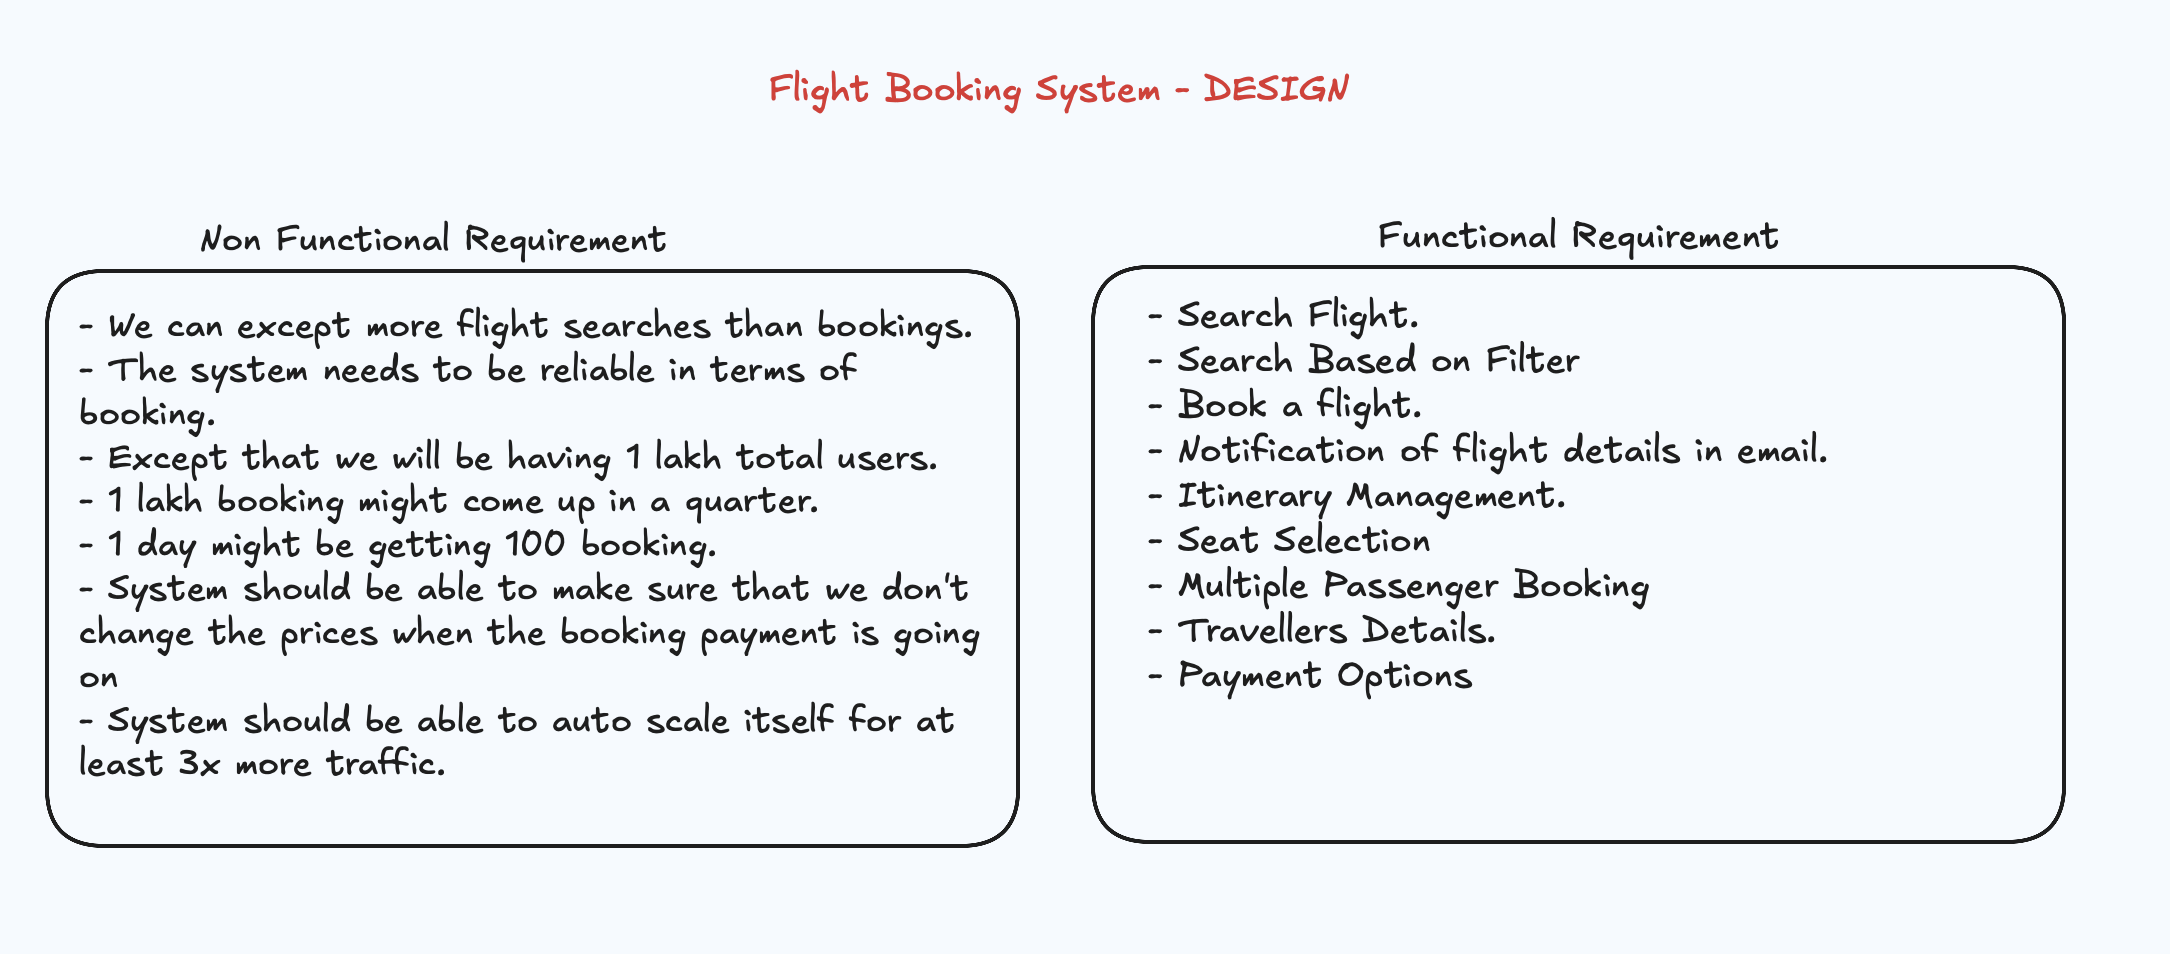 Flight Booking System - DESIGN
Non Functional Requirement
- We can except more flight searches than bookings.
- The system needs to be reliable in terms of
booking.
- Except that we will be having 1 lakh total users.
- 1 lakh booking might come up in a quarter.
- 1 day might be getting 100 booking.
- System should be able to make sure that we don't
change the prices when the booking payment is going
on
- System should be able to auto scale itself for at
least 3x more traffic.
Functional Requirement
- Search Flight.
- Search Based on Filter
- Book a flight.
- Notification of flight details in email.
- Itinerary Management.
- Seat Selection
- Multiple Passenger Booking
- Travellers Details.
- Payment Options